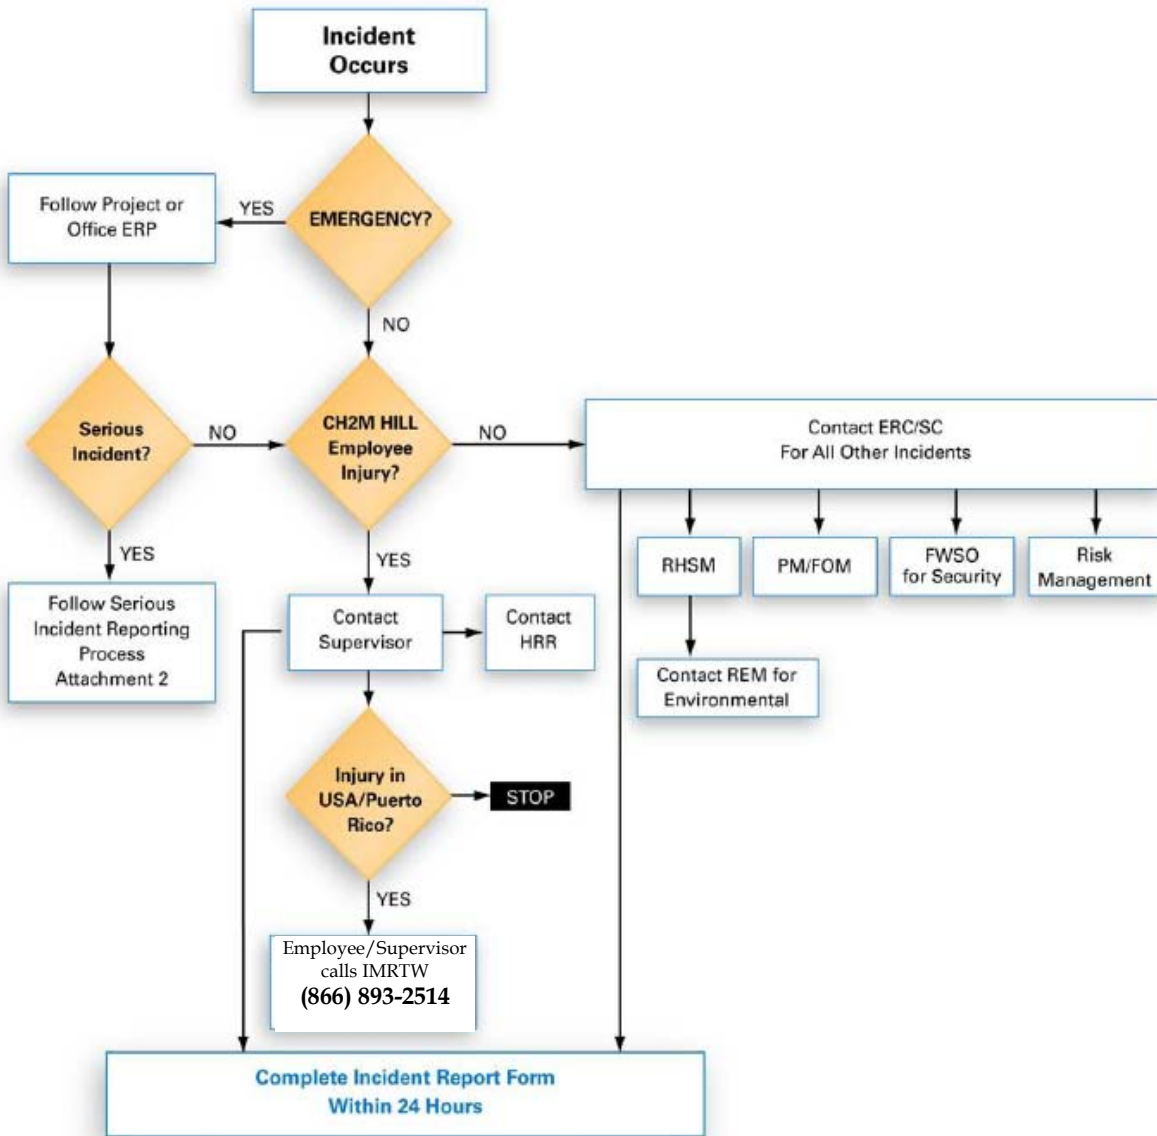 Incident
Occurs
EMERGENCY?
YES
Follow Project or
Office ERP
NO
Serious
Incident?
NO
CH2M HILL
Employee
Injury?
NO
Contact ERC/SC
For All Other Incidents
YES
Follow Serious
Incident Reporting
Process
Attachment 2
YES
Contact
Supervisor
Contact
HRR
RHSM
PM/FOM
FWSO
for Security
Risk
Management
Contact REM for
Environmental
Injury in
USA/Puerto
Rico?
STOP
YES
Employee/Supervisor
calls IMRTW
(866) 893-2514
Complete Incident Report Form
Within 24 Hours